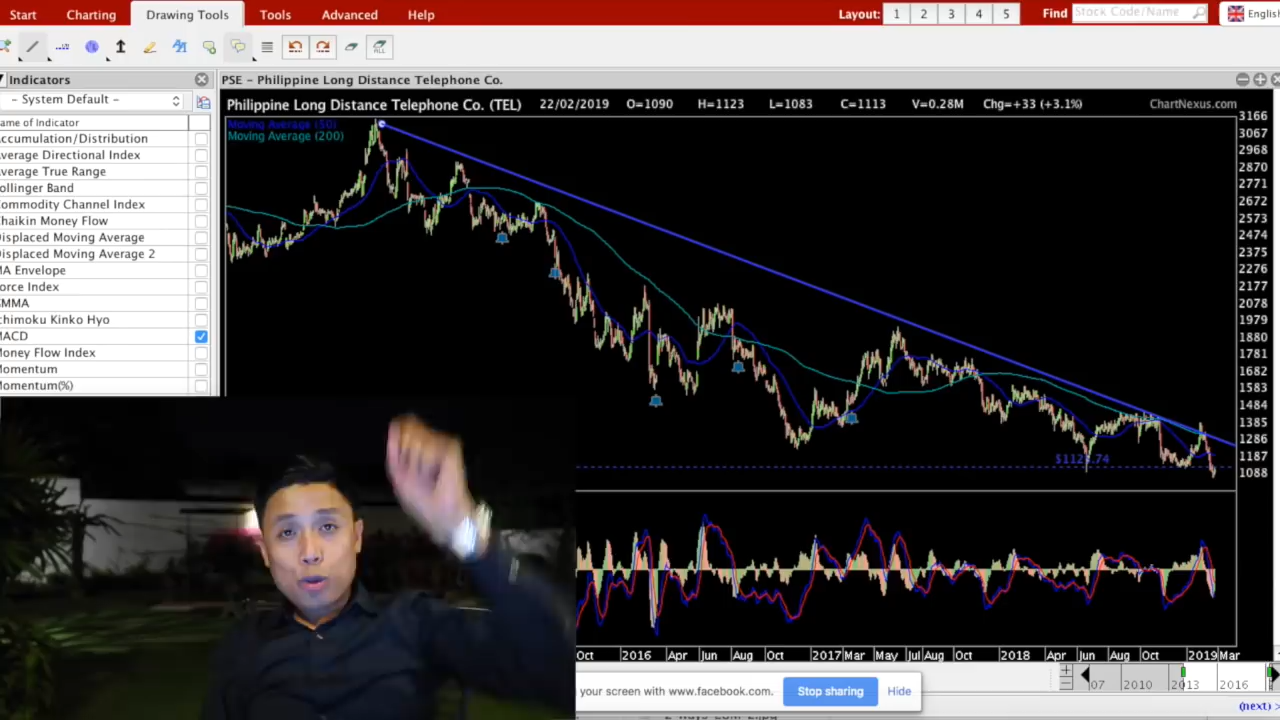 Start Charting Drawing Tools Tools Advanced Help Layout: 1 2 3 4 5 Find Stock Code/Name English
ALL
Indicators
PSE - Philippine Long Distance Telephone Co.
- System Default -
Philippine Long Distance Telephone Co. (TEL) 22/02/2019 O=1090 H=1123 L=1083 C=1113 V=0.28M Chg=+33 (+3.1%) ChartNexus.com
Moving Average (50)
Moving Average (200)
ame of Indicator
ccumulation/Distribution
verage Directional Index
verage True Range
ollinger Band
ommodity Channel Index
haikin Money Flow
isplaced Moving Average
isplaced Moving Average 2
MA Envelope
orce Index
MMA
chimoku Kinko Hyo
MACD
Money Flow Index
Momentum
Momentum(%)
3166
3067
2968
2870
2771
2672
2573
2474
2375
2276
2177
2078
1979
1880
1781
1682
1583
1484
1385
1286
1187
1088
Oct 2016 Apr Jun Aug Oct 2017 Mar May Jul Aug Oct 2018 Apr Jun Aug Oct 2019 Mar
07 2010 2013 2016
your screen with www.facebook.com. Stop sharing Hide
(next) >